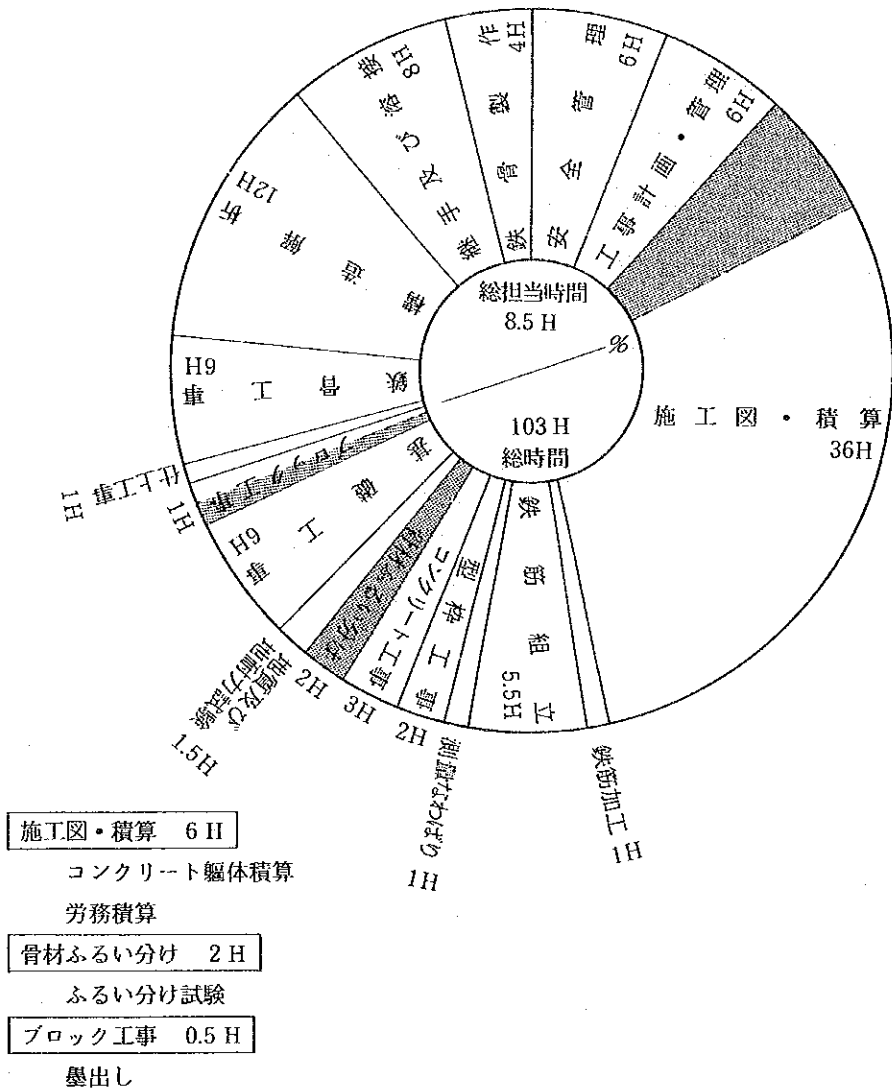 総担当時間
8.5 H
%
103 H
総時間
工事計画・管理
6H
施工図・積算
36H
鉄筋加工
1H
鉄筋組立
5.5H
測量なわばり
1H
型枠工事
2H
コンクリート工事
3H
骨材ふるい分け
2H
地質及び
地耐力試験
1.5H
基礎工事
6H
ブロック工事
1H
仕上工事
1H
鉄骨工事
6H
構造解析
12H
継手及び溶接
8H
鉄骨製作
4H
安全管理
6H
施工図・積算 6 H
コンクリート軀体積算
労務積算
骨材ふるい分け 2 H
ふるい分け試験
ブロック工事 0.5 H
墨出し